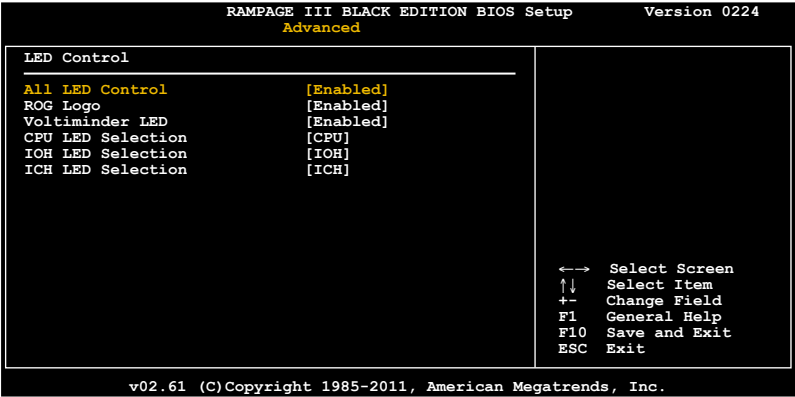 RAMPAGE III BLACK EDITION BIOS Setup Version 0224
Advanced
LED Control
All LED Control [Enabled]
ROG Logo [Enabled]
Voltiminder LED [Enabled]
CPU LED Selection [CPU]
IOH LED Selection [IOH]
ICH LED Selection [ICH]
←→ Select Screen
↑↓ Select Item
+- Change Field
F1 General Help
F10 Save and Exit
ESC Exit
v02.61 (C)Copyright 1985-2011, American Megatrends, Inc.